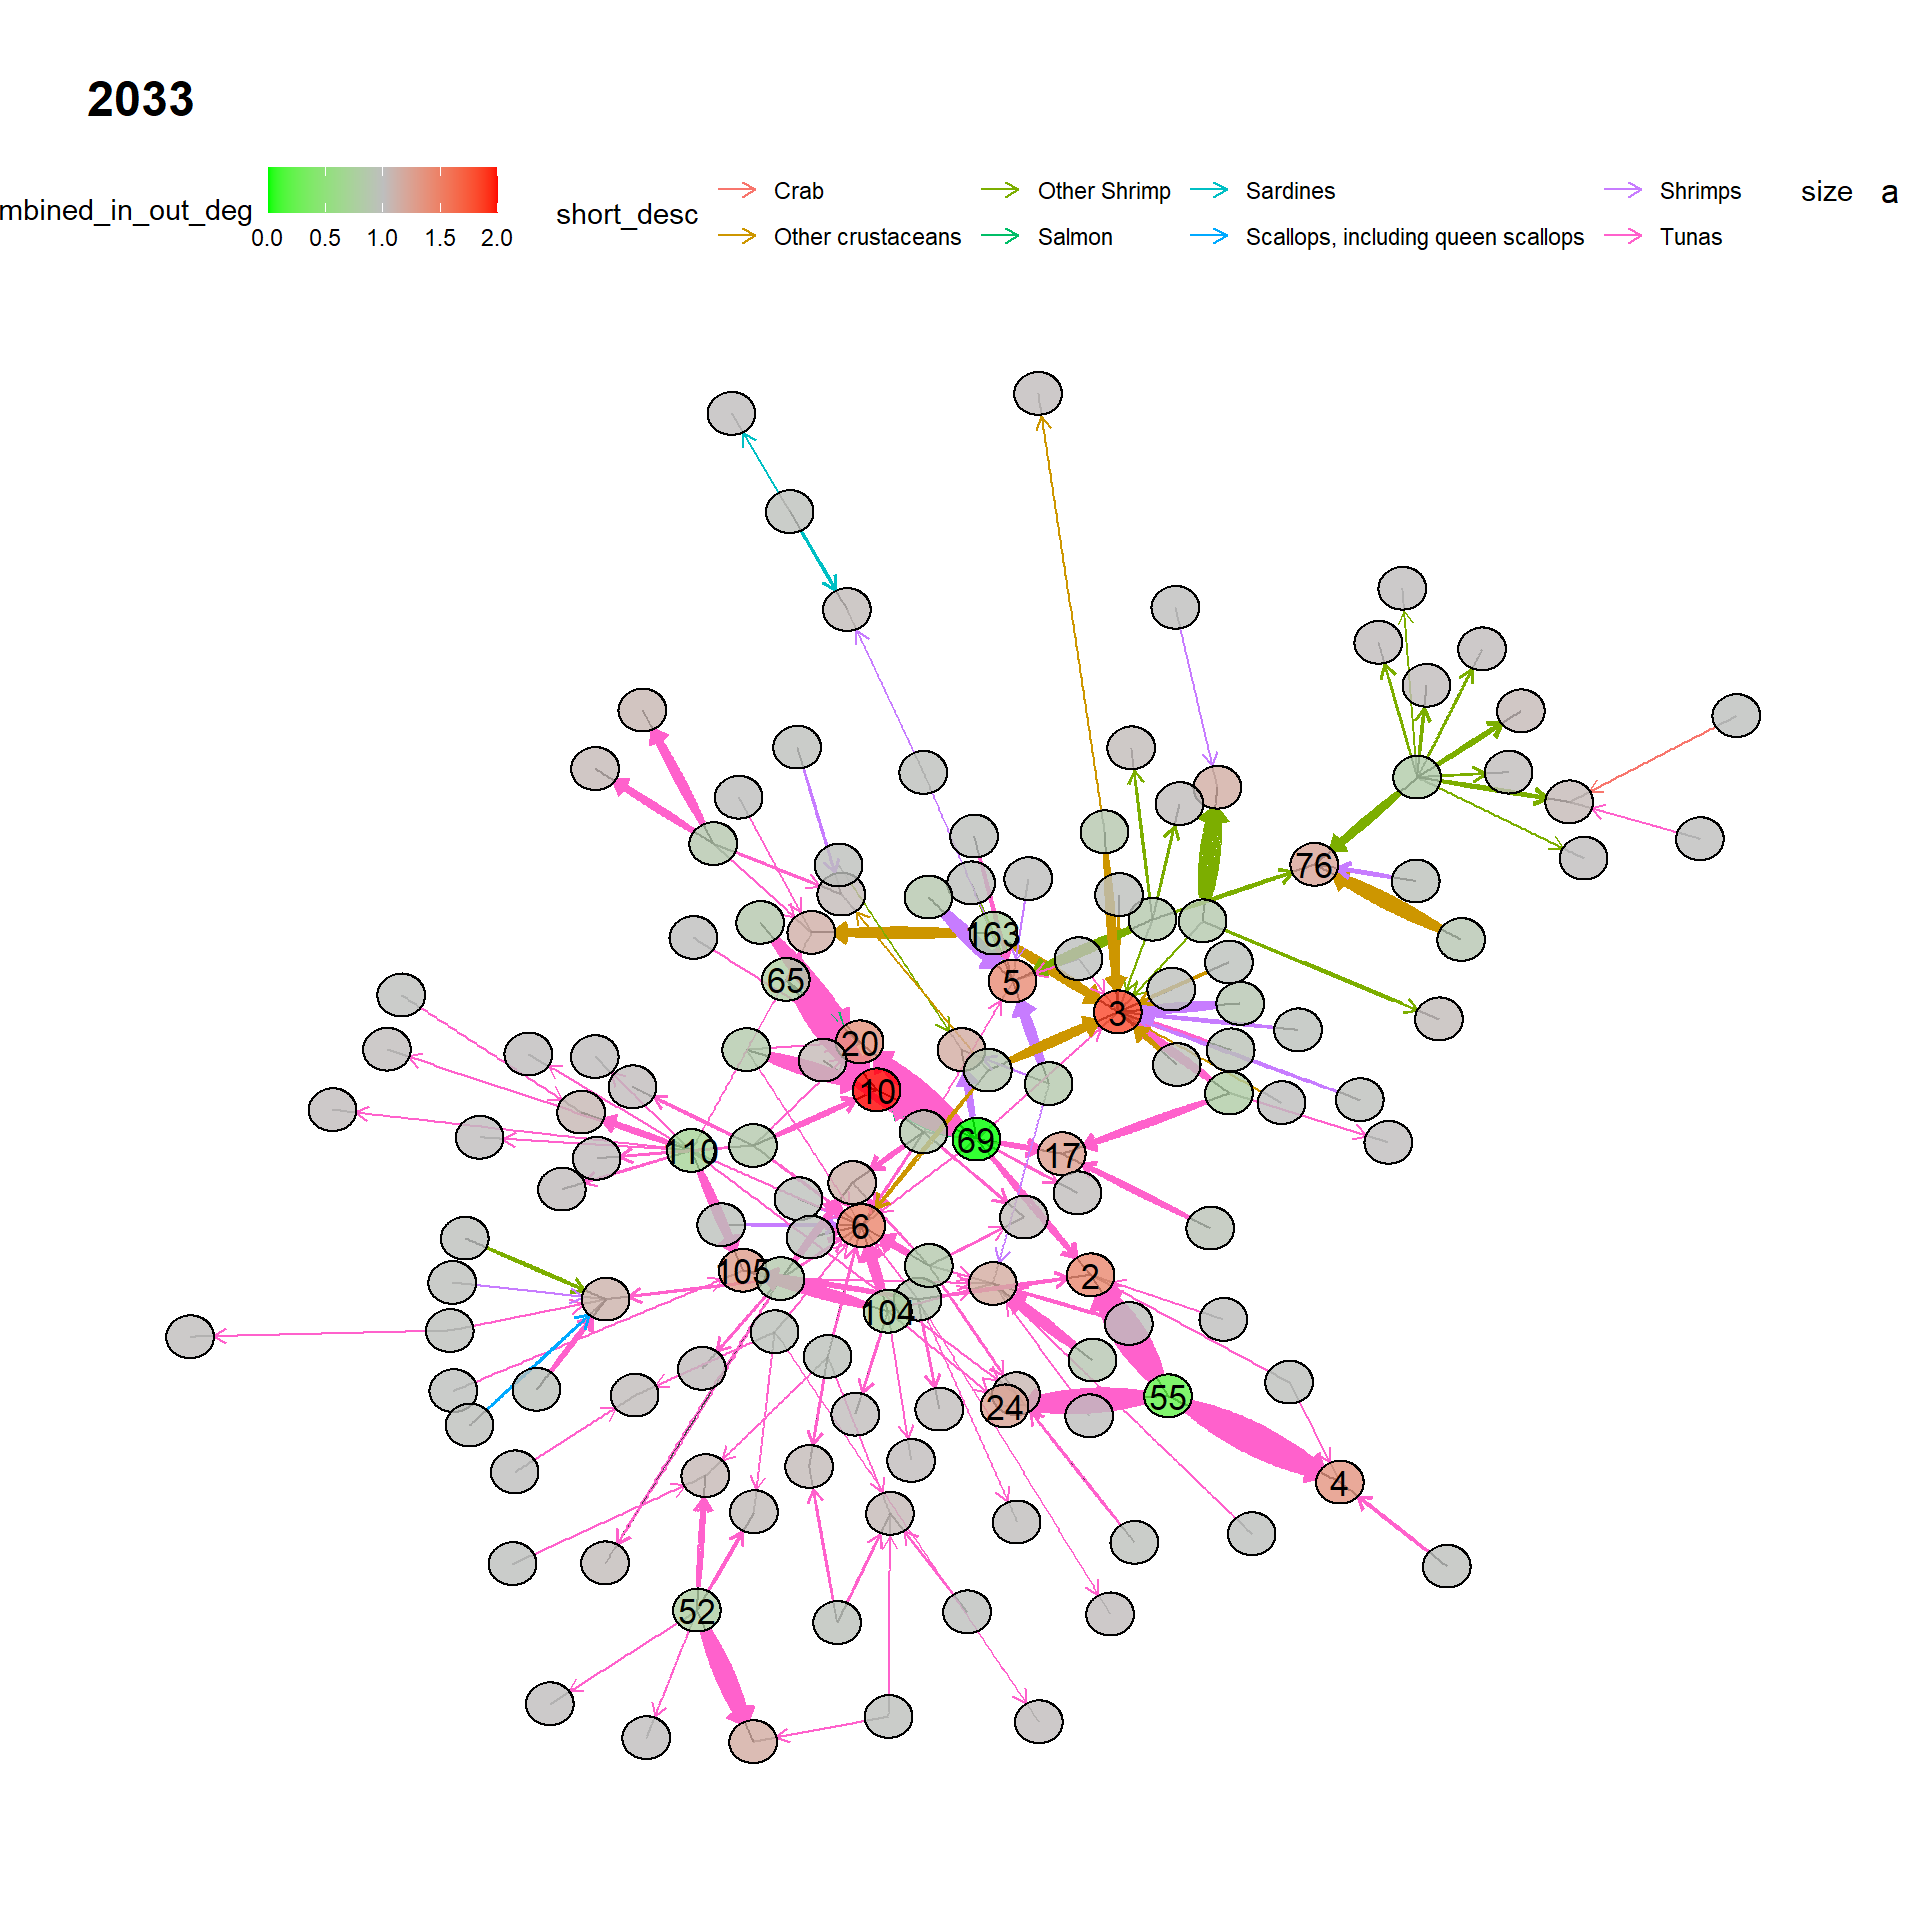 2033
mbined_in_out_deg
0.0 0.5 1.0 1.5 2.0
short_desc
Crab
Other crustaceans
Other Shrimp
Salmon
Sardines
Scallops, including queen scallops
Shrimps
Tunas
size a
76
163
5
65
3
20
10
69
17
110
6
105
2
104
55
24
4
52